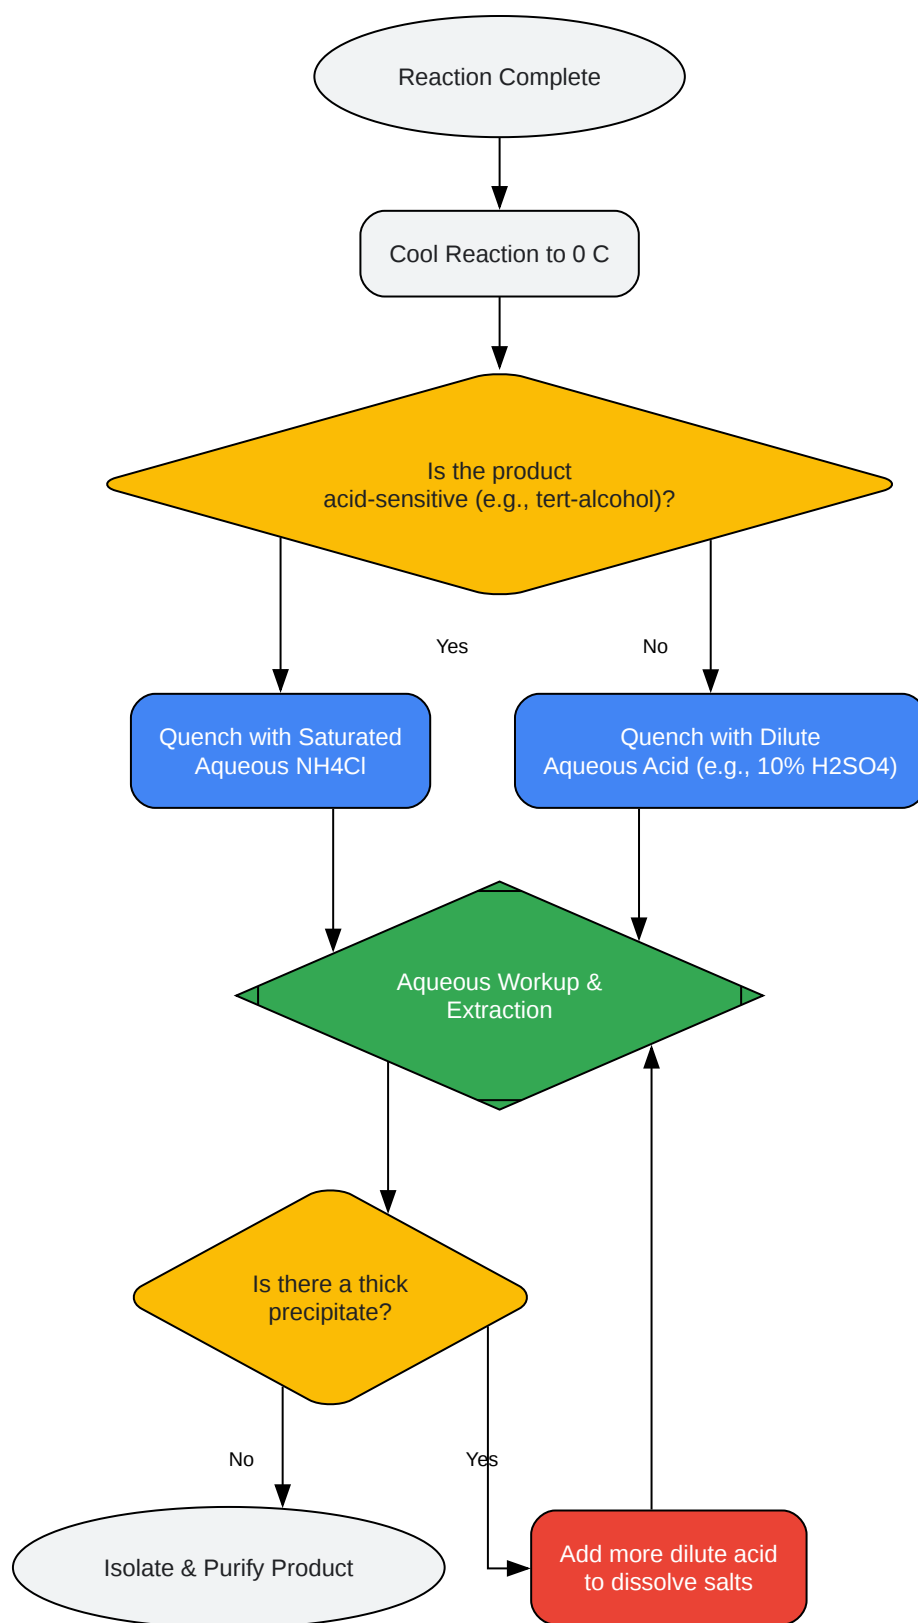 Reaction Complete
Cool Reaction to 0 C
Is the product
acid-sensitive (e.g., tert-alcohol)?
Yes
No
Quench with Saturated
Aqueous NH4Cl
Quench with Dilute
Aqueous Acid (e.g., 10% H2SO4)
Aqueous Workup &
Extraction
Is there a thick
precipitate?
No
Yes
Isolate & Purify Product
Add more dilute acid
to dissolve salts